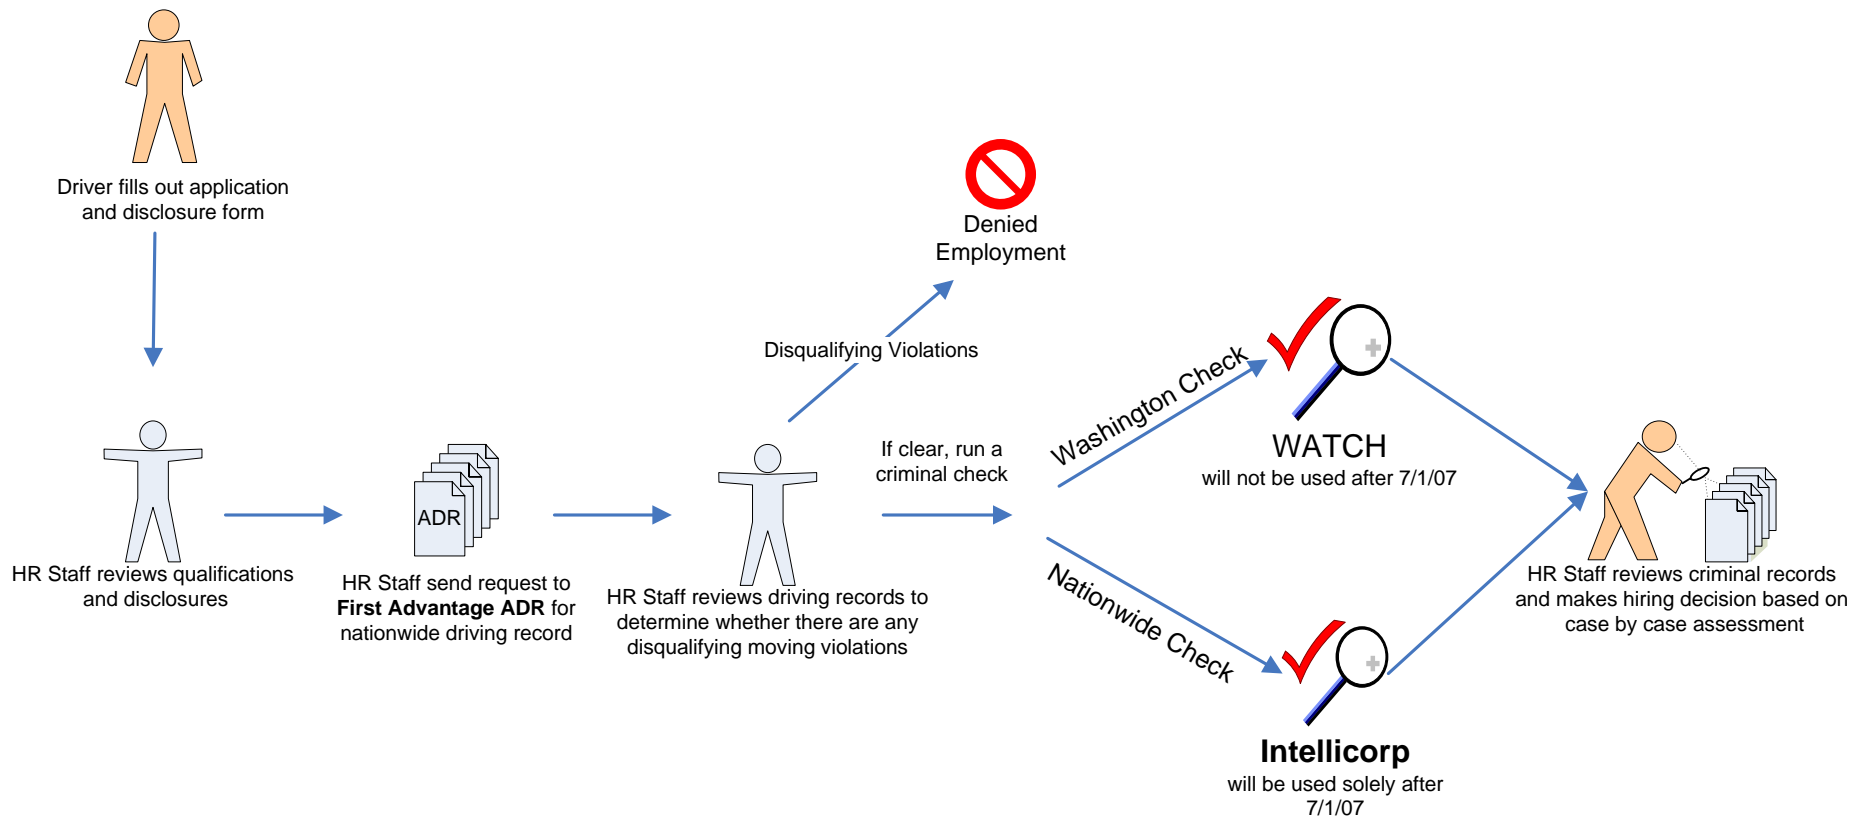 Driver fills out application
and disclosure form
HR Staff reviews qualifications
and disclosures
ADR
HR Staff send request to
First Advantage ADR for
nationwide driving record
HR Staff reviews driving records to
determine whether there are any
disqualifying moving violations
Disqualifying Violations
Denied
Employment
If clear, run a
criminal check
Washington Check
WATCH
will not be used after 7/1/07
Nationwide Check
Intellicorp
will be used solely after
7/1/07
HR Staff reviews criminal records
and makes hiring decision based on
case by case assessment